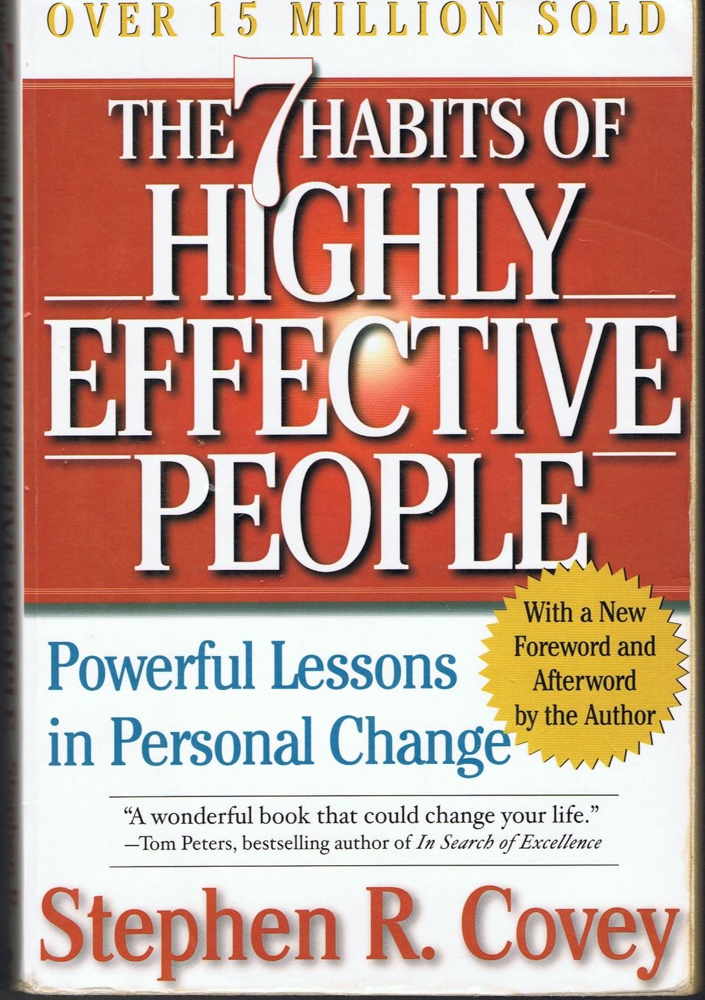 OVER 15 MILLION SOLD
THE 7 HABITS OF
HIGHLY
EFFECTIVE
PEOPLE
With a New
Foreword and
Afterword
by the Author
Powerful Lessons
in Personal Change
“A wonderful book that could change your life.”
—Tom Peters, bestselling author of In Search of Excellence
Stephen R. Covey